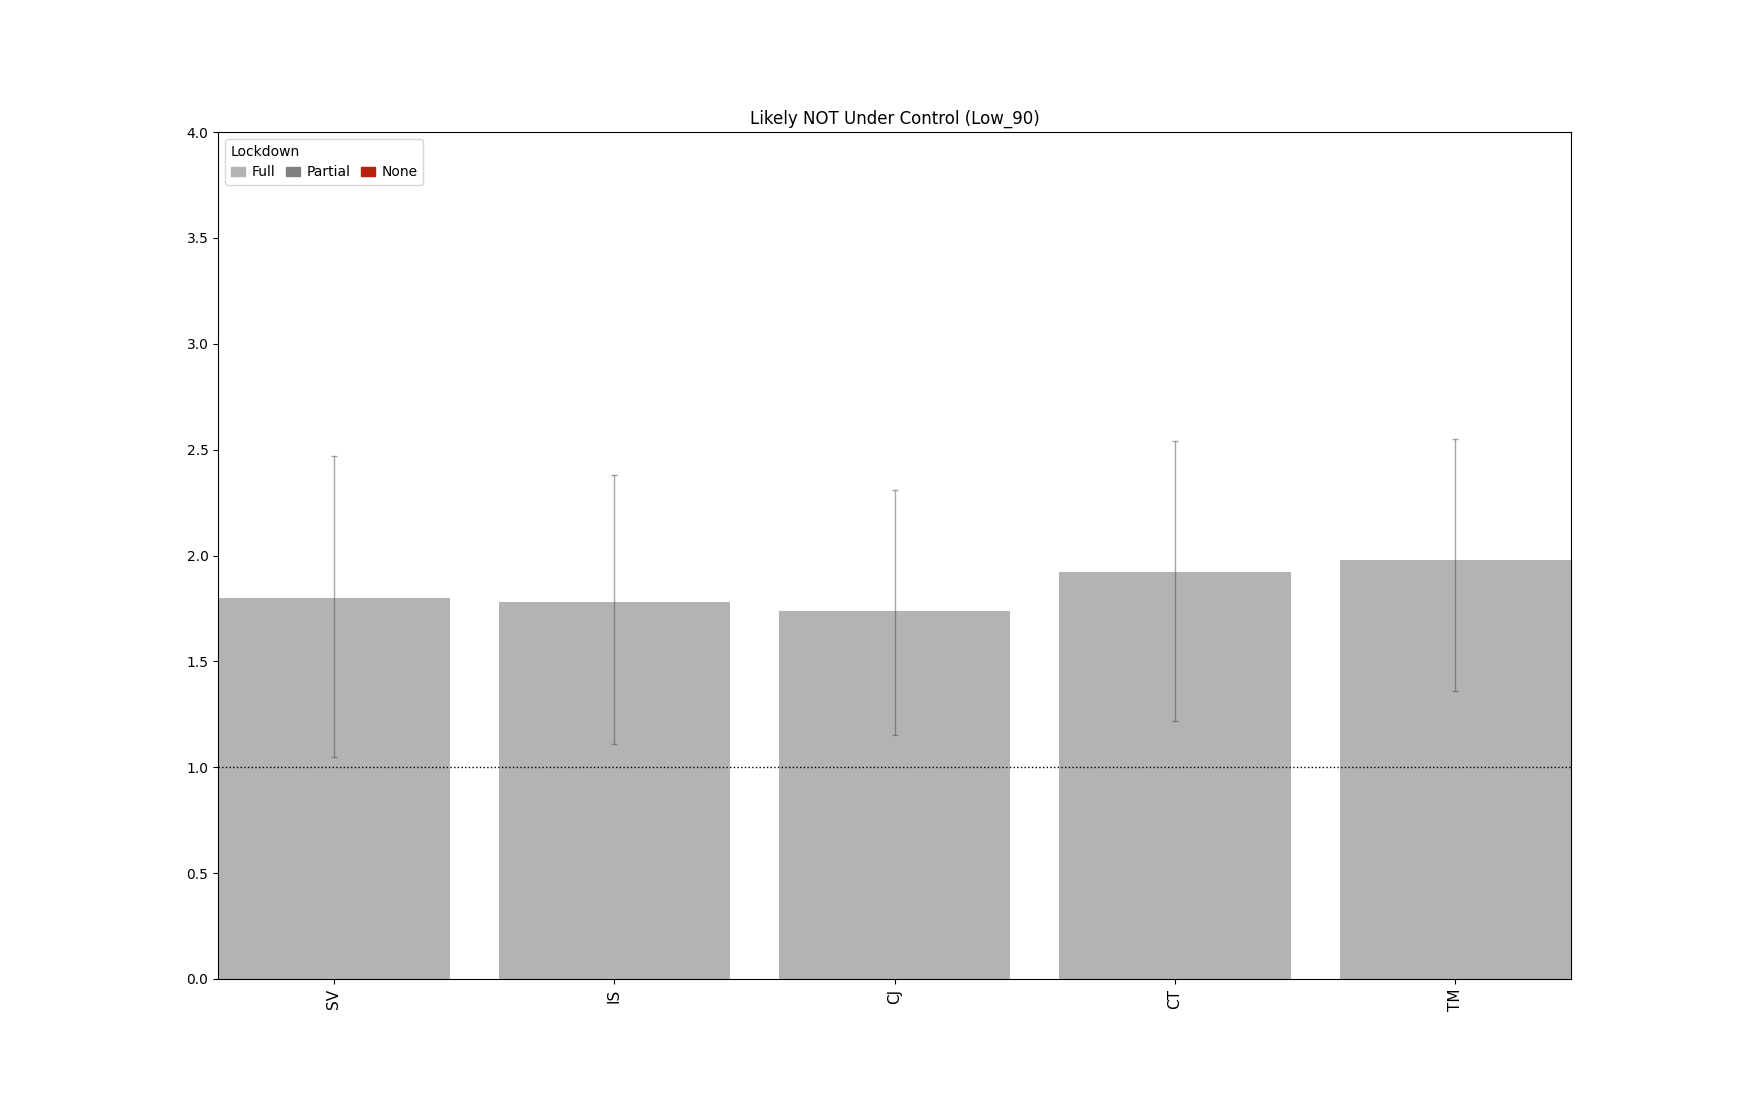 Likely NOT Under Control (Low_90)
Lockdown
Full Partial None
4.0
3.5
3.0
2.5
2.0
1.5
1.0
0.5
0.0
SV
IS
CJ
CT
TM